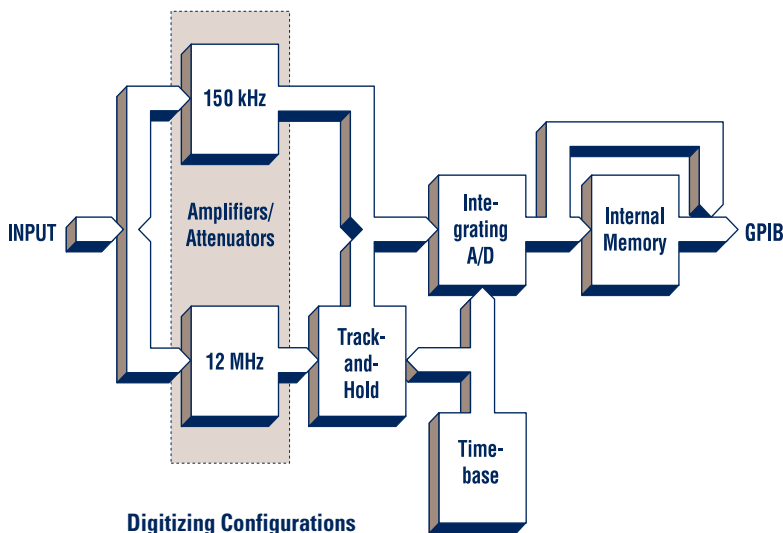 150 kHz
INPUT
Amplifiers/
Attenuators
Inte-
grating
A/D
Internal
Memory
GPIB
12 MHz
Track-
and-
Hold
Time-
base
Digitizing Configurations